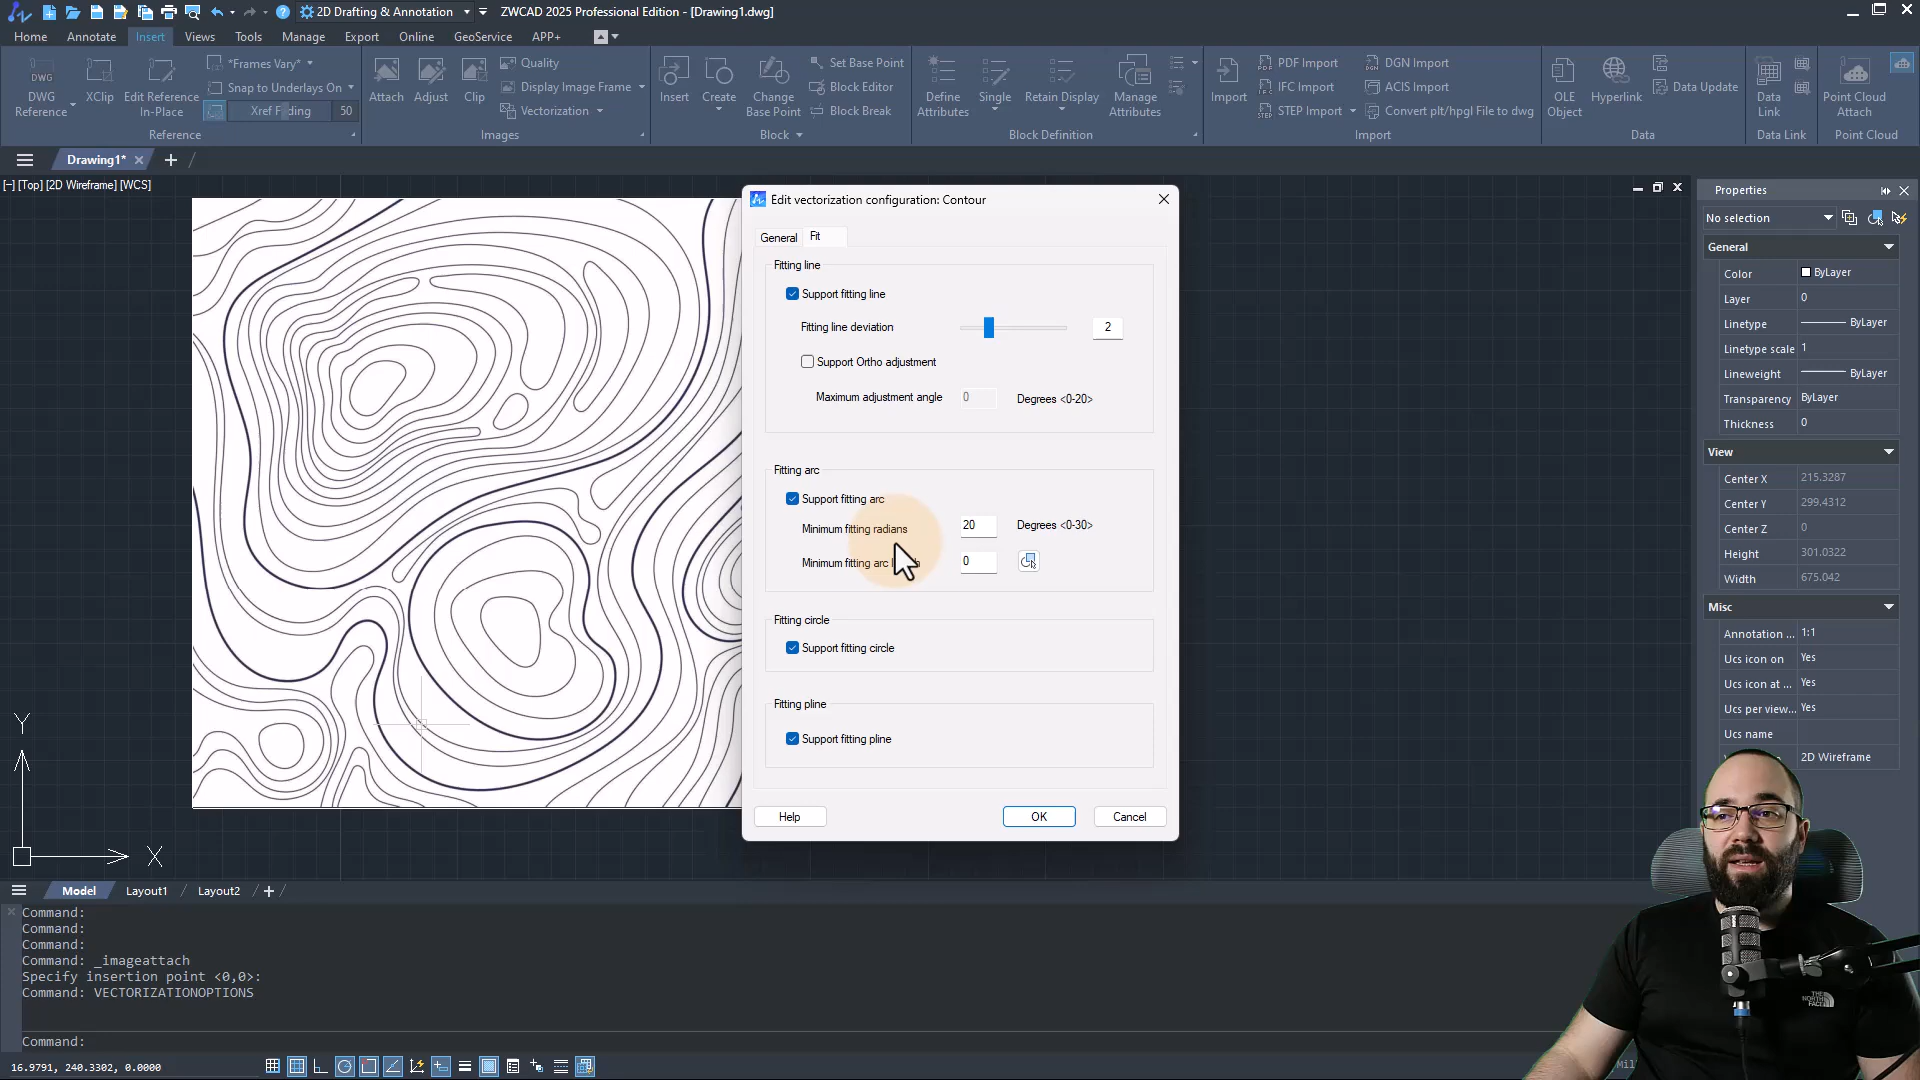 2D Drafting & Annotation
ZWCAD 2025 Professional Edition - [Drawing1.dwg]
Home Annotate Insert Views Tools Manage Export Online GeoService APP+
DWG Reference
XClip
Edit Reference In-Place
*Frames Vary*
Snap to Underlays On
Xref Fading 50
Reference
Attach
Adjust
Clip
Quality
Display Image Frame
Vectorization
Images
Insert
Create
Change Base Point
Set Base Point
Block Editor
Block Break
Block
Define Attributes
Single
Retain Display
Manage Attributes
Block Definition
Import
PDF Import
IFC Import
STEP Import
DGN Import
ACIS Import
Convert plt/hpgl File to dwg
Import
OLE Object
Hyperlink
Data Update
Data
Data Link
Data Link
Point Cloud Attach
Point Cloud
Drawing1*
[−] [Top] [2D Wireframe] [WCS]
Edit vectorization configuration: Contour
General Fit
Fitting line
Support fitting line
Fitting line deviation 2
Support Ortho adjustment
Maximum adjustment angle 0 Degrees <0-20>
Fitting arc
Support fitting arc
Minimum fitting radians 20 Degrees <0-30>
Minimum fitting arc 0
Fitting circle
Support fitting circle
Fitting pline
Support fitting pline
Help OK Cancel
Properties
No selection
General
Color ByLayer
Layer 0
Linetype ByLayer
Linetype scale 1
Lineweight ByLayer
Transparency ByLayer
Thickness 0
View
Center X 215.3287
Center Y 299.4312
Center Z 0
Height 301.0322
Width 675.042
Misc
Annotation ... 1:1
Ucs icon on Yes
Ucs icon at ... Yes
Ucs per view... Yes
Ucs name
2D Wireframe
Y
X
Model Layout1 Layout2
Command:
Command:
Command:
Command: _imageattach
Specify insertion point <0,0>:
Command: VECTORIZATIONOPTIONS
Command:
16.9791, 240.3302, 0.0000
THE NORTH FACE